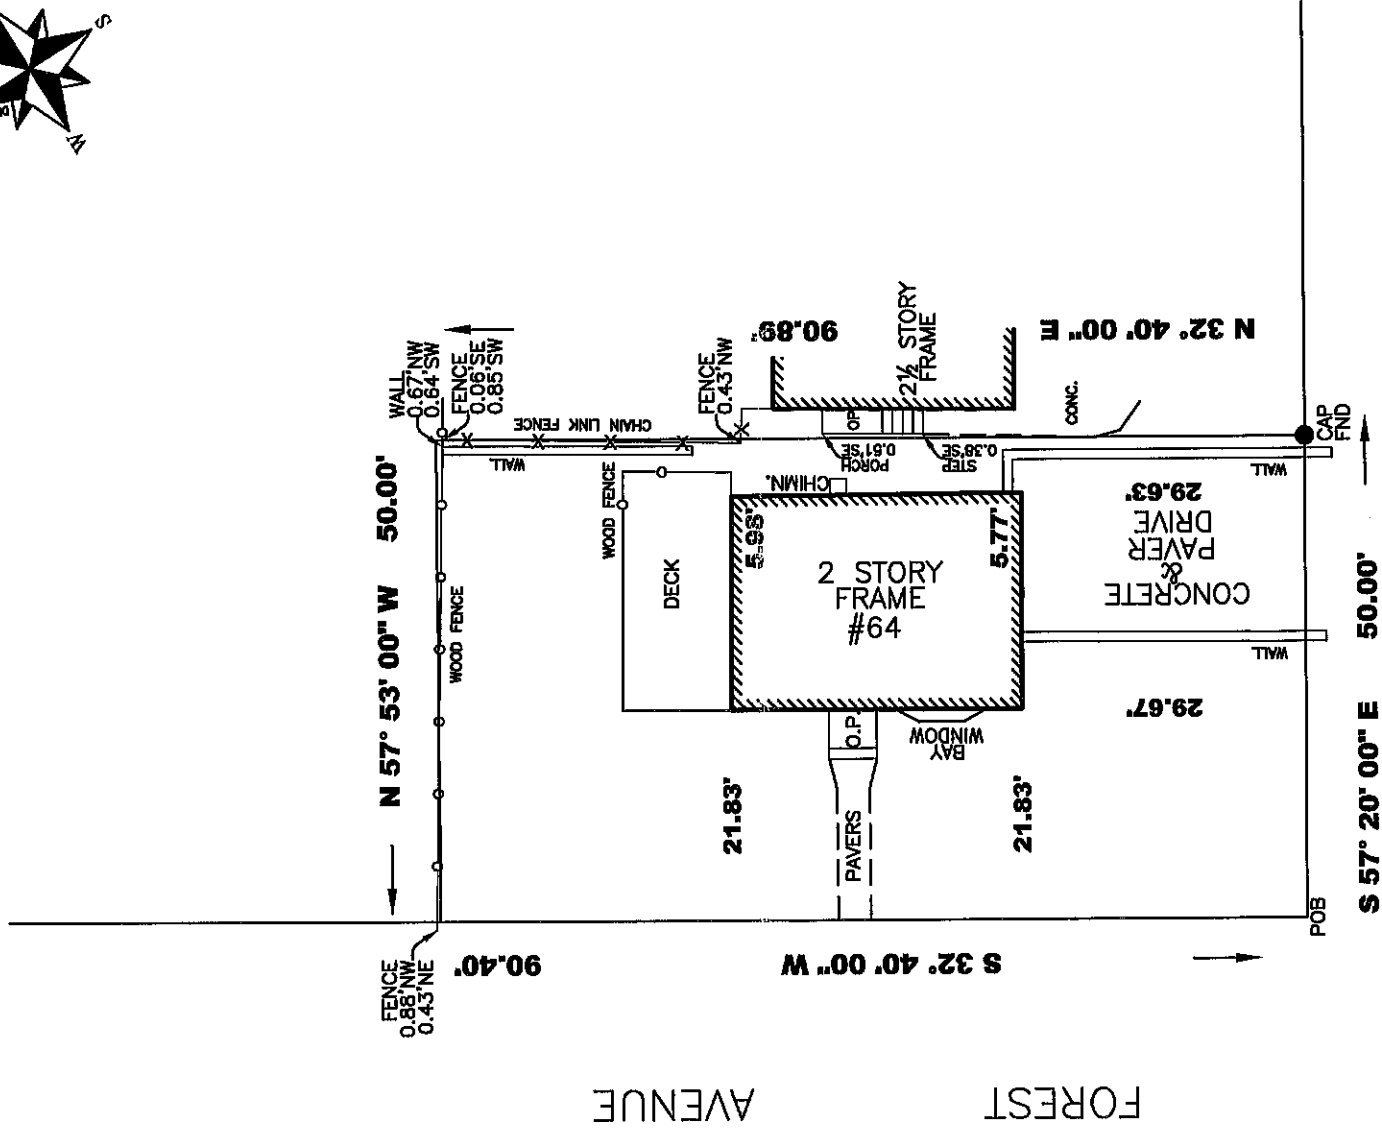 S
W
WALL
0.67'NW
0.64'SW
FENCE
0.06'SE
0.85'SW
N 57° 53' 00" W 50.00'
WOOD FENCE
WALL
CHAIN LINK FENCE
FENCE
0.43'NW
90.89'
N 32° 40' 00" E
2½ STORY
FRAME
OP
PORCH
0.61'SE
STEP
0.38'SE
CONC.
CAP
FND
WOOD FENCE
DECK
CHIMN.
5.77'
2 STORY
FRAME
#64
WALL
29.63'
CONCRETE
&
PAVER
DRIVE
WALL
29.67'
O.P.
BAY
WINDOW
PAVERS
21.83'
21.83'
S 57° 20' 00" E 50.00'
POB
FENCE
0.88'NW
0.43'NE
90.40'
S 32° 40' 00" W
FOREST AVENUE